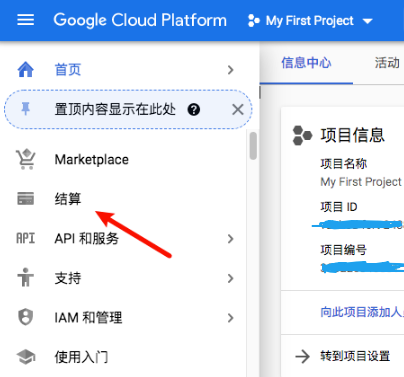 Google Cloud Platform
My First Project
首页
置顶内容显示在此处
Marketplace
结算
API API 和服务
支持
IAM 和管理
使用入门
信息中心
活动
项目信息
项目名称
My First Project
项目 ID
项目编号
向此项目添加人
转到项目设置